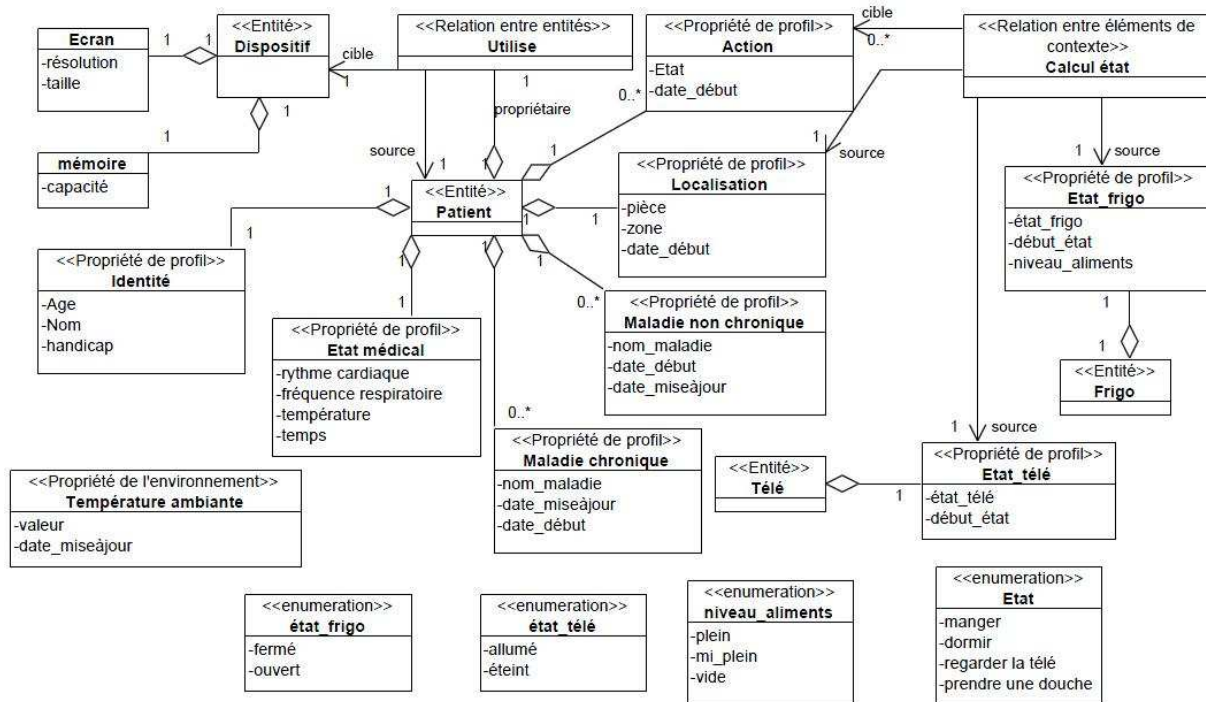 Ecran
-résolution
-taille
1
1
<<Entité>>
Dispositif
1
1
mémoire
-capacité
cible
1
<<Relation entre entités>>
Utilise
1
propriétaire
source
1
1
<<Propriété de profil>>
Action
-Etat
-date_début
0..*
1
cible
0..*
<<Relation entre éléments de
contexte>>
Calcul état
1
source
<<Propriété de profil>>
Localisation
-pièce
-zone
-date_début
1
1
<<Entité>>
Patient
1
1
<<Propriété de profil>>
Identité
-Age
-Nom
-handicap
1
1
<<Propriété de profil>>
Etat médical
-rythme cardiaque
-fréquence respiratoire
-température
-temps
1
0..*
<<Propriété de profil>>
Maladie chronique
-nom_maladie
-date_miseàjour
-date_début
1
0..*
<<Propriété de profil>>
Maladie non chronique
-nom_maladie
-date_début
-date_miseàjour
1
source
<<Propriété de profil>>
Etat_frigo
-état_frigo
-début_état
-niveau_aliments
1
1
<<Entité>>
Frigo
1
source
<<Propriété de profil>>
Etat_télé
-état_télé
-début_état
<<Entité>>
Télé
1
1
<<Propriété de l'environnement>>
Température ambiante
-valeur
-date_miseàjour
<<enumeration>>
état_frigo
-fermé
-ouvert
<<enumeration>>
état_télé
-allumé
-éteint
<<enumeration>>
niveau_aliments
-plein
-mi_plein
-vide
<<enumeration>>
Etat
-manger
-dormir
-regarder la télé
-prendre une douche